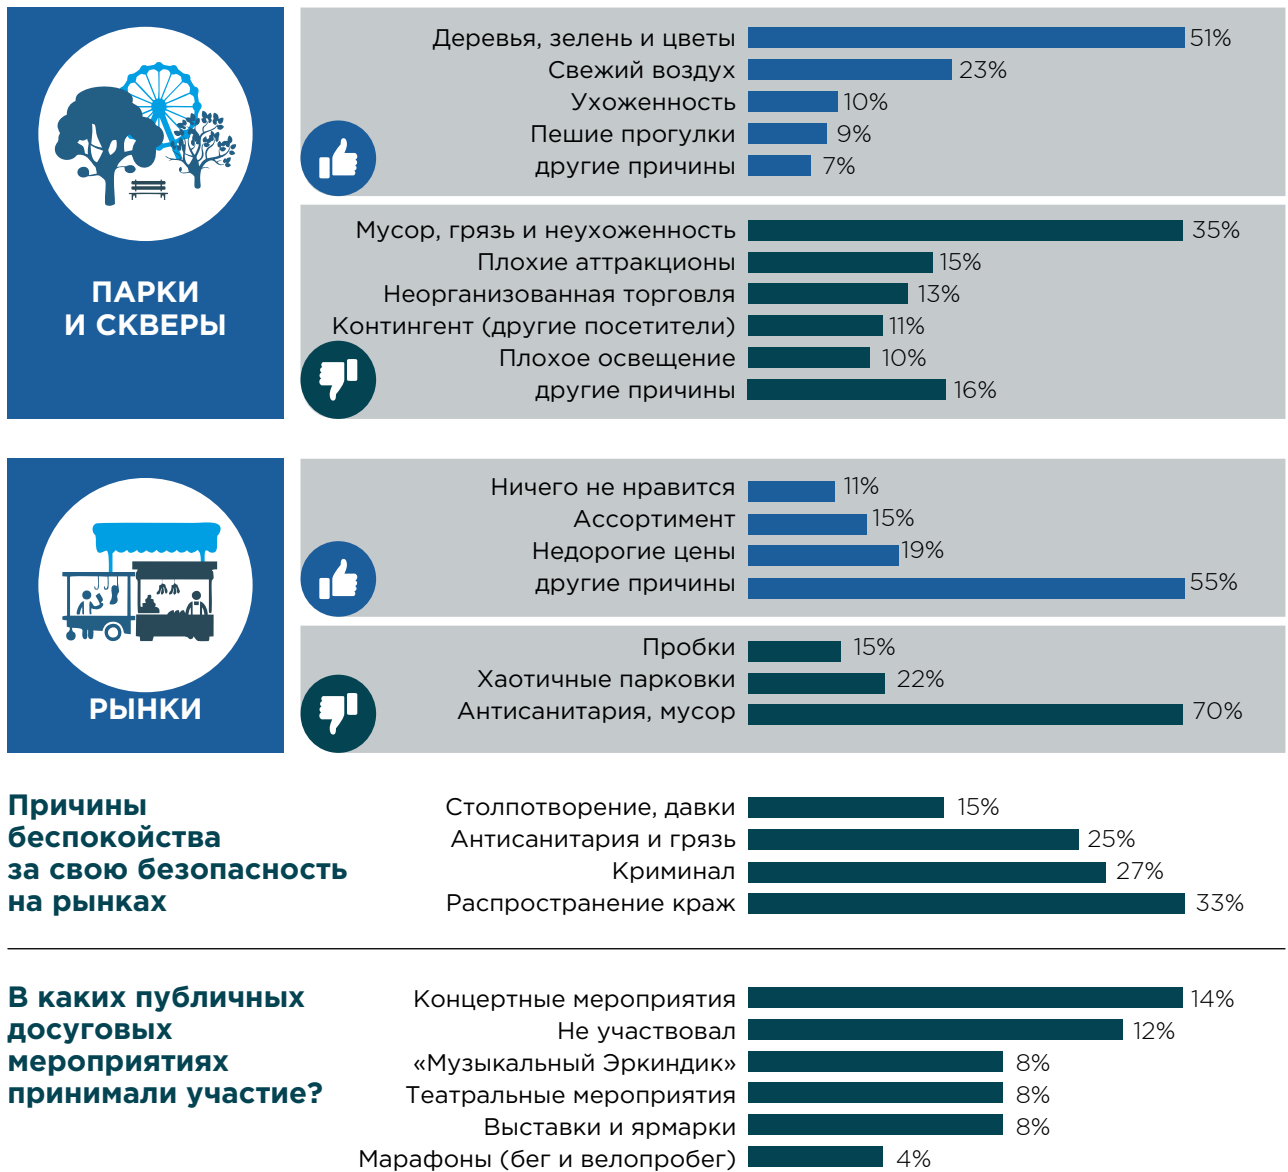 ПАРКИ
И СКВЕРЫ
Деревья, зелень и цветы 51%
Свежий воздух 23%
Ухоженность 10%
Пешие прогулки 9%
другие причины 7%
Мусор, грязь и неухоженность 35%
Плохие аттракционы 15%
Неорганизованная торговля 13%
Контингент (другие посетители) 11%
Плохое освещение 10%
другие причины 16%
РЫНКИ
Ничего не нравится 11%
Ассортимент 15%
Недорогие цены 19%
другие причины 55%
Пробки 15%
Хаотичные парковки 22%
Антисанитария, мусор 70%
Причины
беспокойства
за свою безопасность
на рынках
Столпотворение, давки 15%
Антисанитария и грязь 25%
Криминал 27%
Распространение краж 33%
В каких публичных
досуговых
мероприятиях
принимали участие?
Концертные мероприятия 14%
Не участвовал 12%
«Музыкальный Эркиндик» 8%
Театральные мероприятия 8%
Выставки и ярмарки 8%
Марафоны (бег и велопробег) 4%